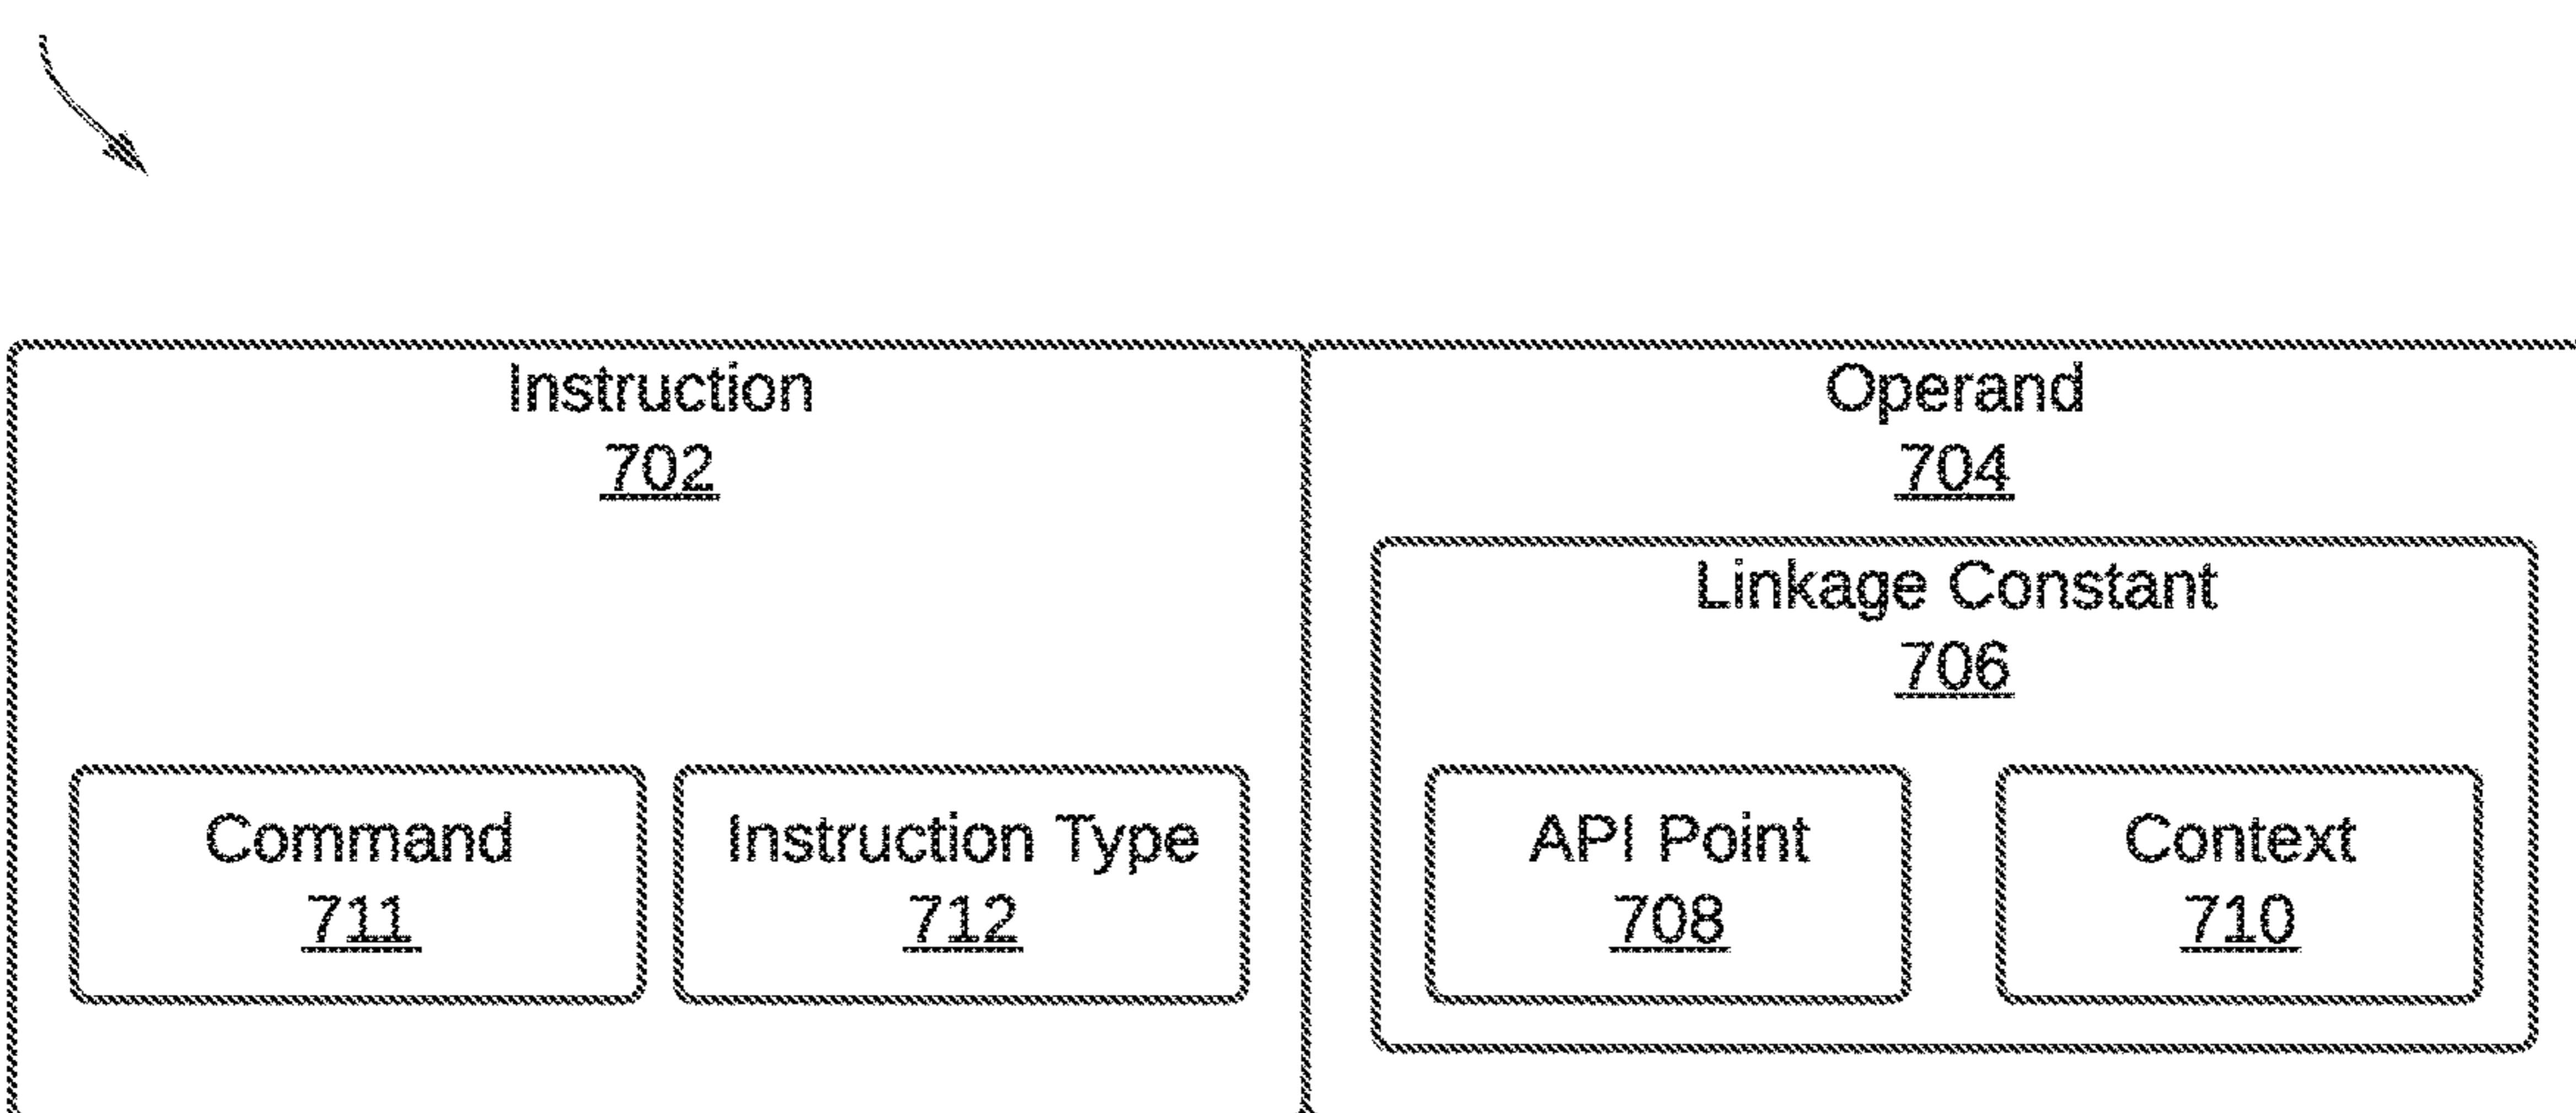 Instruction
702
Operand
704
Linkage Constant
706
Command
711
Instruction Type
712
API Point
708
Context
710